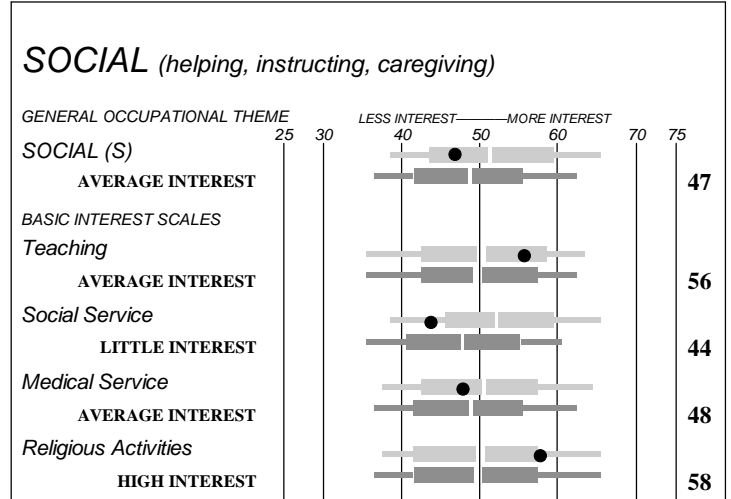 SOCIAL (helping, instructing, caregiving)
GENERAL OCCUPATIONAL THEME LESS INTEREST MORE INTEREST
25 30 40 50 60 70 75
SOCIAL (S)
AVERAGE INTEREST 47
BASIC INTEREST SCALES
Teaching
AVERAGE INTEREST 56
Social Service
LITTLE INTEREST 44
Medical Service
AVERAGE INTEREST 48
Religious Activities
HIGH INTEREST 58